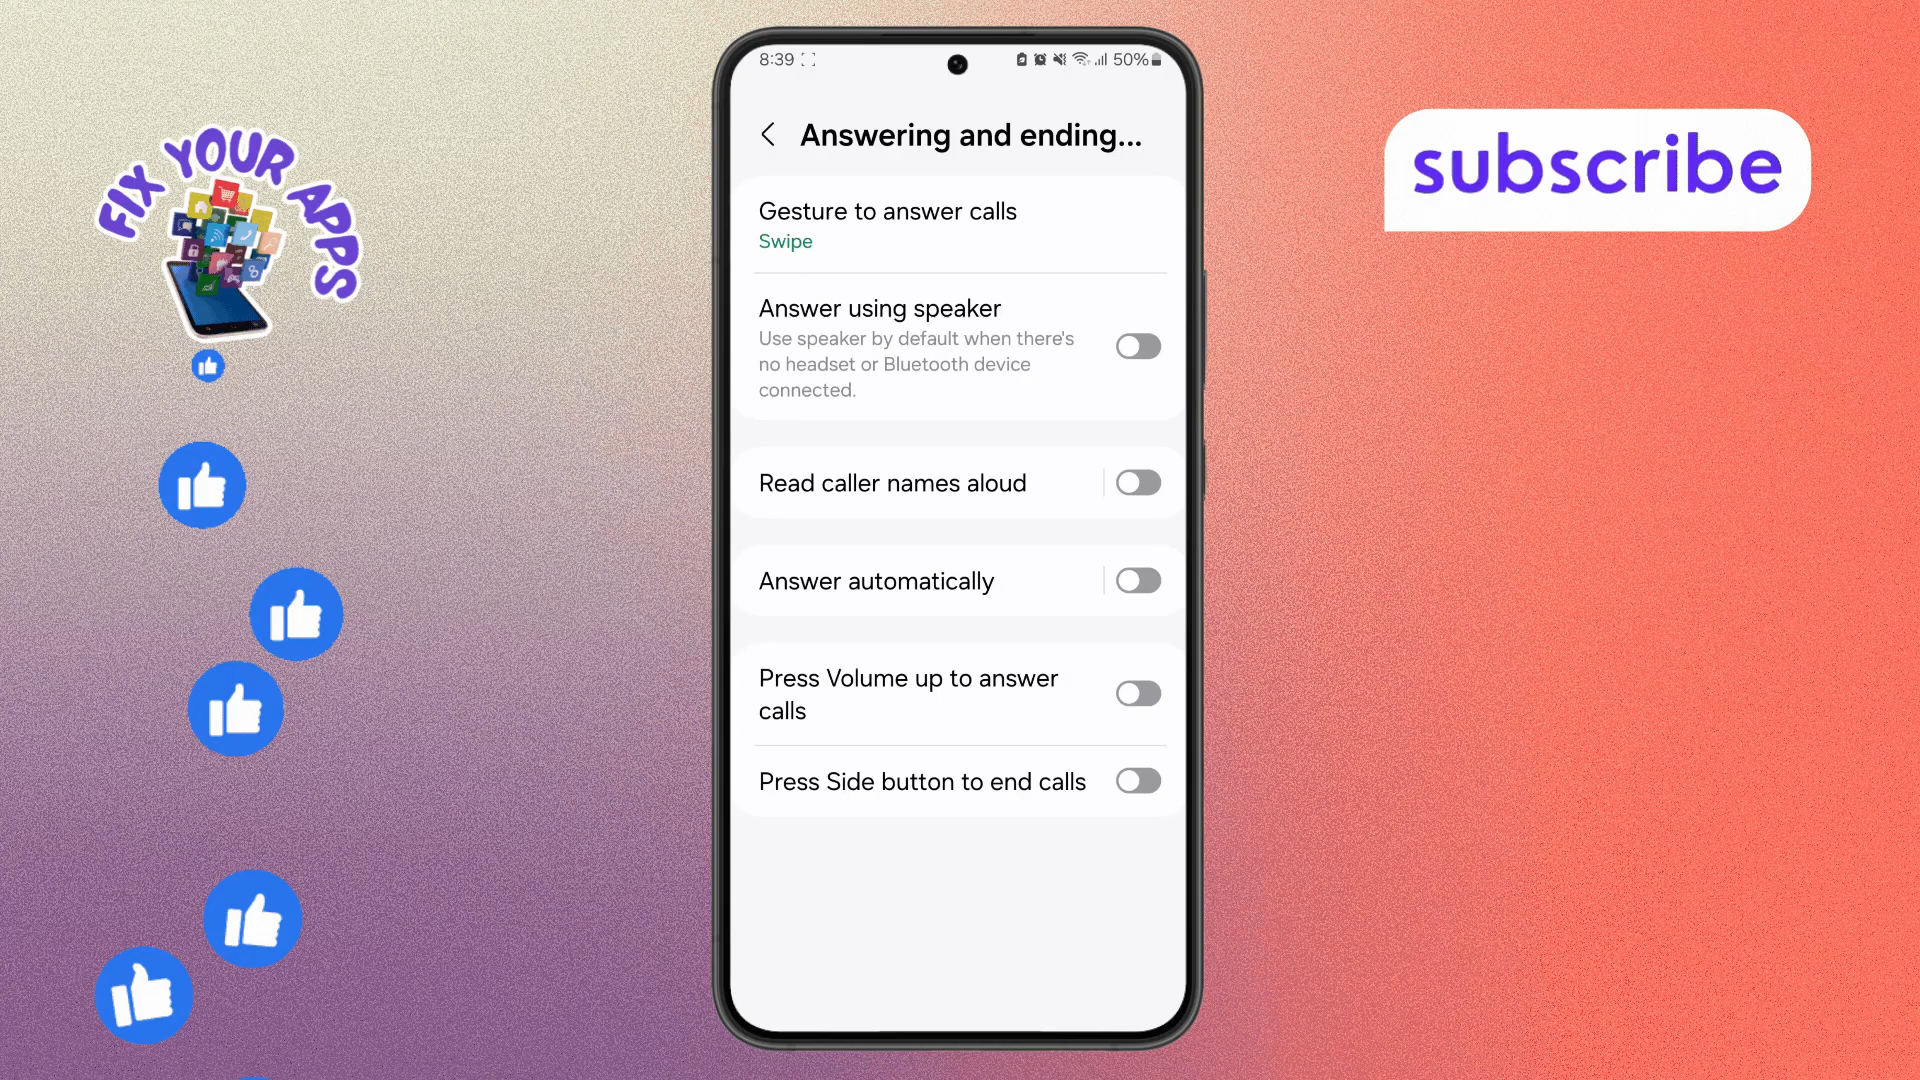 FIX YOUR APPS
subscribe
8:39
50%
Answering and ending...
Gesture to answer calls
Swipe
Answer using speaker
Use speaker by default when there's
no headset or Bluetooth device
connected.
Read caller names aloud
Answer automatically
Press Volume up to answer
calls
Press Side button to end calls